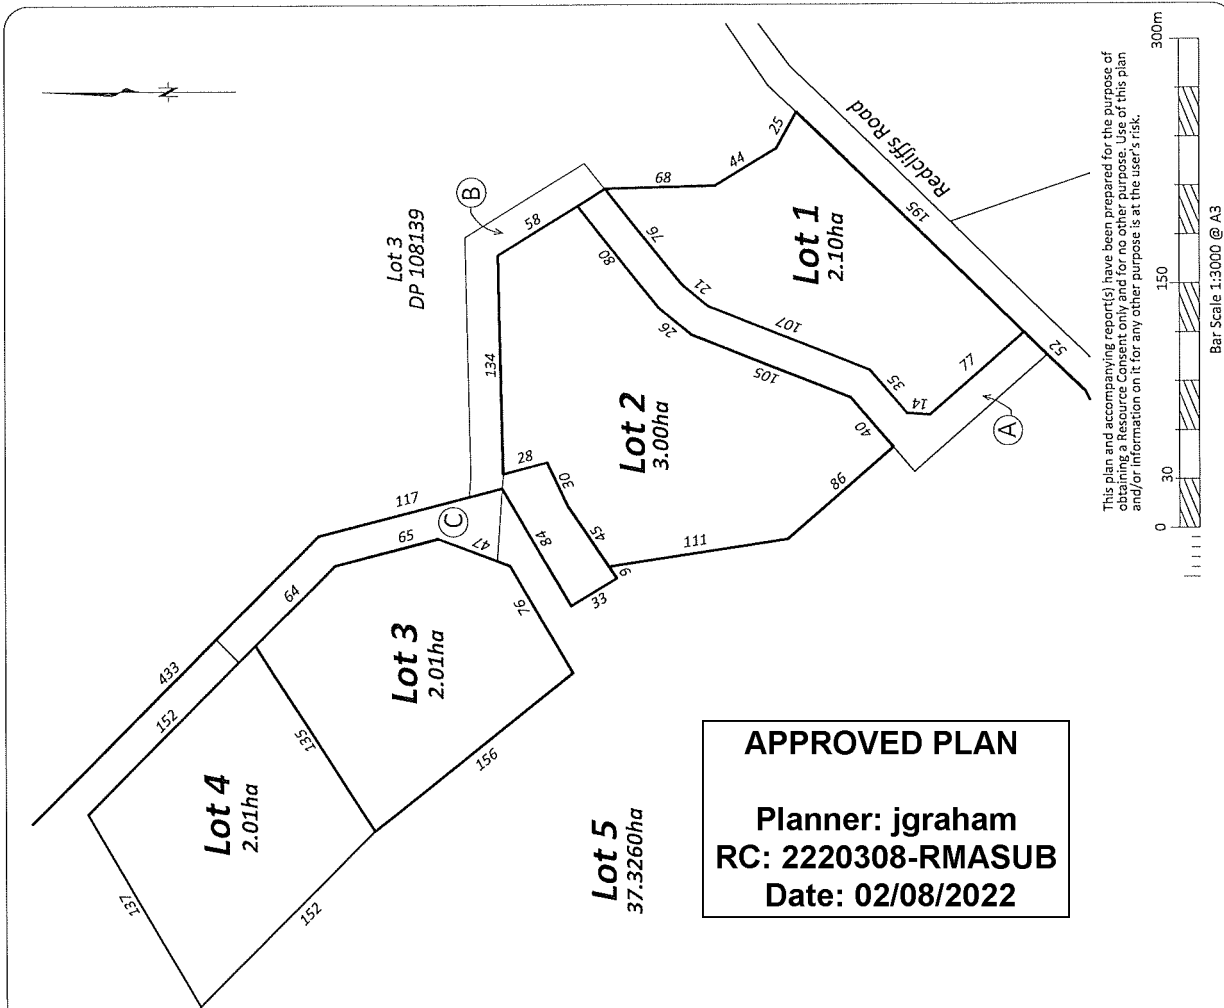 N
Lot 3
DP 108139
B
58
68
44
25
Redcliffs Road
76
80
134
21
26
Lot 1
2.10ha
195
107
105
Lot 2
3.00ha
28
30
117
65
C
47
84
45
9
33
111
86
40
35
14
77
52
A
64
76
Lot 3
2.01ha
433
152
135
156
Lot 4
2.01ha
137
152
Lot 5
37.3260ha
APPROVED PLAN
Planner: jgraham
RC: 2220308-RMASUB
Date: 02/08/2022
This plan and accompanying report(s) have been prepared for the purpose of
obtaining a Resource Consent only and for no other purpose. Use of this plan
and/or information on it for any other purpose is at the user's risk.
0
30
150
300m
Bar Scale 1:3000 @ A3